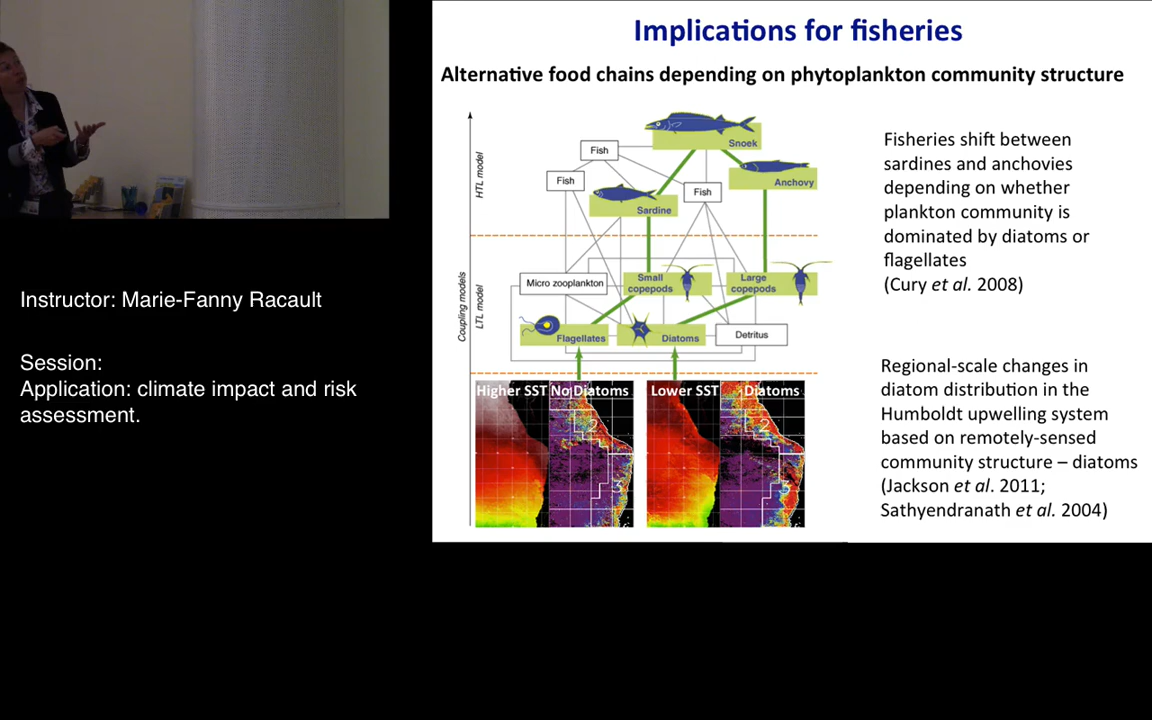 Implications for fisheries
Alternative food chains depending on phytoplankton community structure
HTL model
Coupling models
LTL model
Snoek
Fish
Fish
Anchovy
Fish
Sardine
Micro zooplankton
Small
copepods
Large
copepods
Flagellates
Diatoms
Detritus
Higher SST
No Diatoms
Lower SST
Diatoms
2
2
3
3
Fisheries shift between
sardines and anchovies
depending on whether
plankton community is
dominated by diatoms or
flagellates
(Cury et al. 2008)
Regional-scale changes in
diatom distribution in the
Humboldt upwelling system
based on remotely-sensed
community structure – diatoms
(Jackson et al. 2011;
Sathyendranath et al. 2004)
Instructor: Marie-Fanny Racault
Session:
Application: climate impact and risk
assessment.